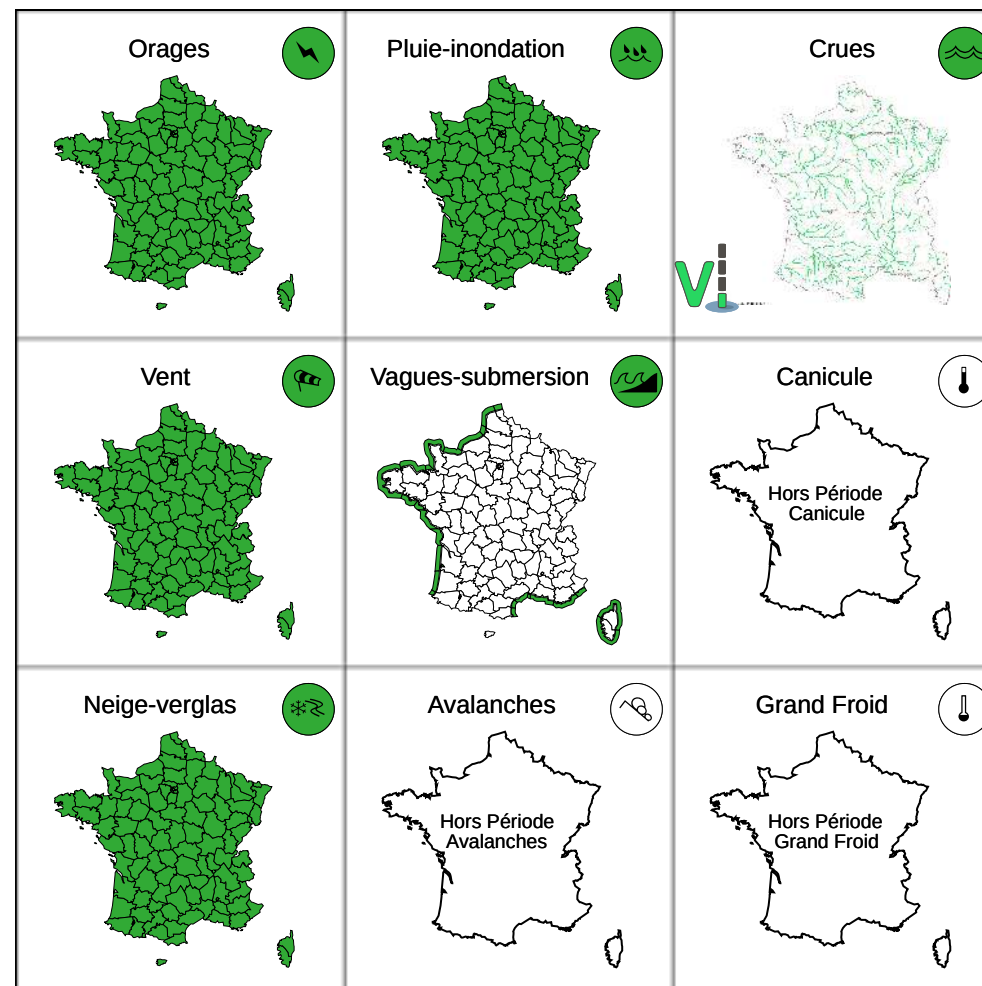 Orages
Pluie-inondation
Crues
Vi
Vent
Vagues-submersion
Canicule
Hors Période
Canicule
Neige-verglas
Avalanches
Grand Froid
Hors Période
Avalanches
Hors Période
Grand Froid